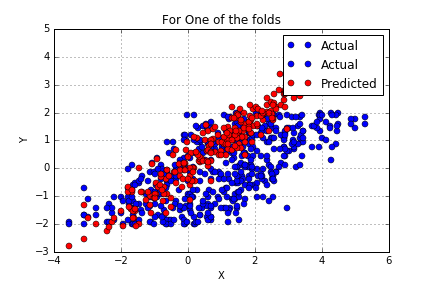 For One of the folds
5
4
3
2
1
0
−1
−2
−3
Y
Actual
Actual
Predicted
−4 −2 0 2 4 6
X